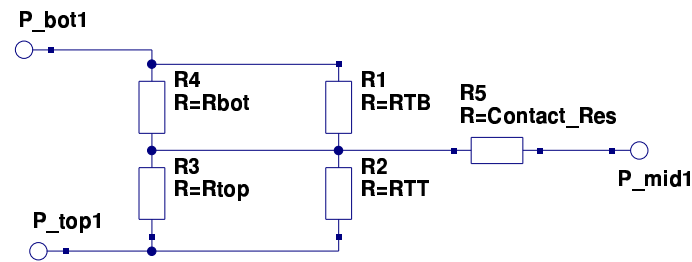 P_bot1
R4
R=Rbot
R1
R=RTB
R5
R=Contact_Res
R3
R=Rtop
R2
R=RTT
P_mid1
P_top1